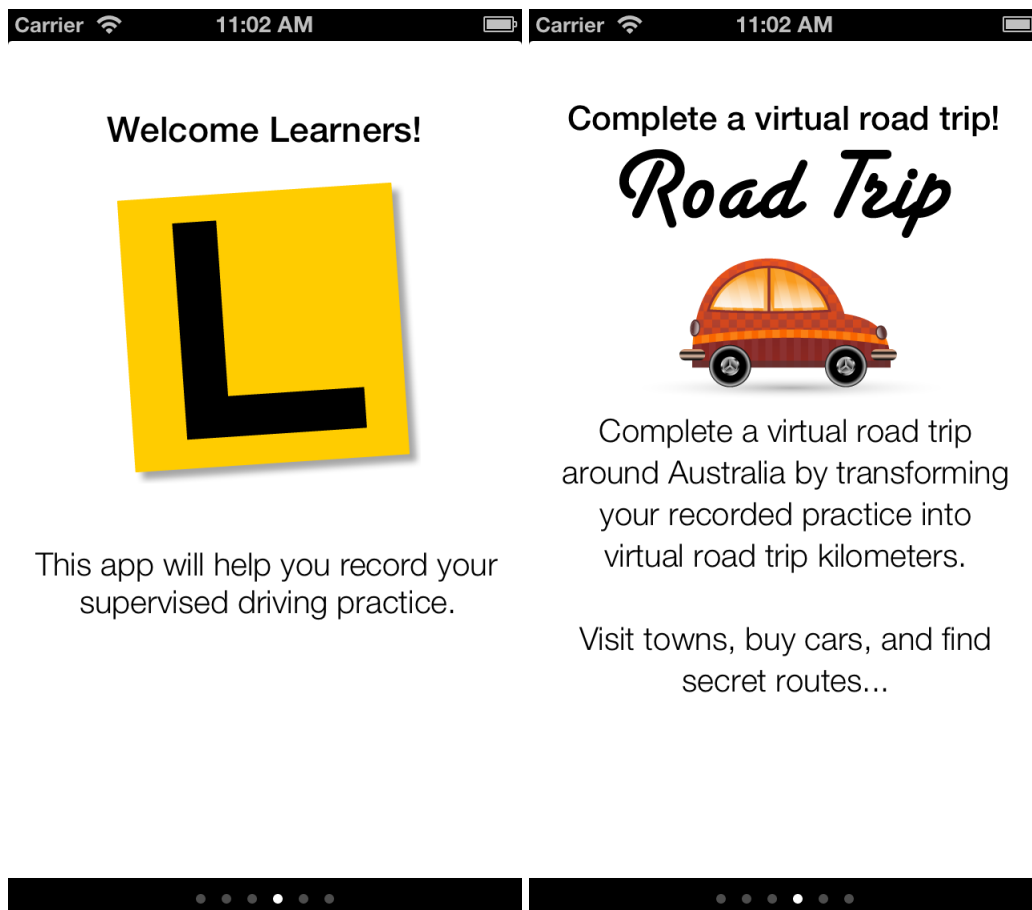 Carrier 11:02 AM
Welcome Learners!
L
This app will help you record your
supervised driving practice.
Carrier 11:02 AM
Complete a virtual road trip!
Road Trip
Complete a virtual road trip
around Australia by transforming
your recorded practice into
virtual road trip kilometers.
Visit towns, buy cars, and find
secret routes...